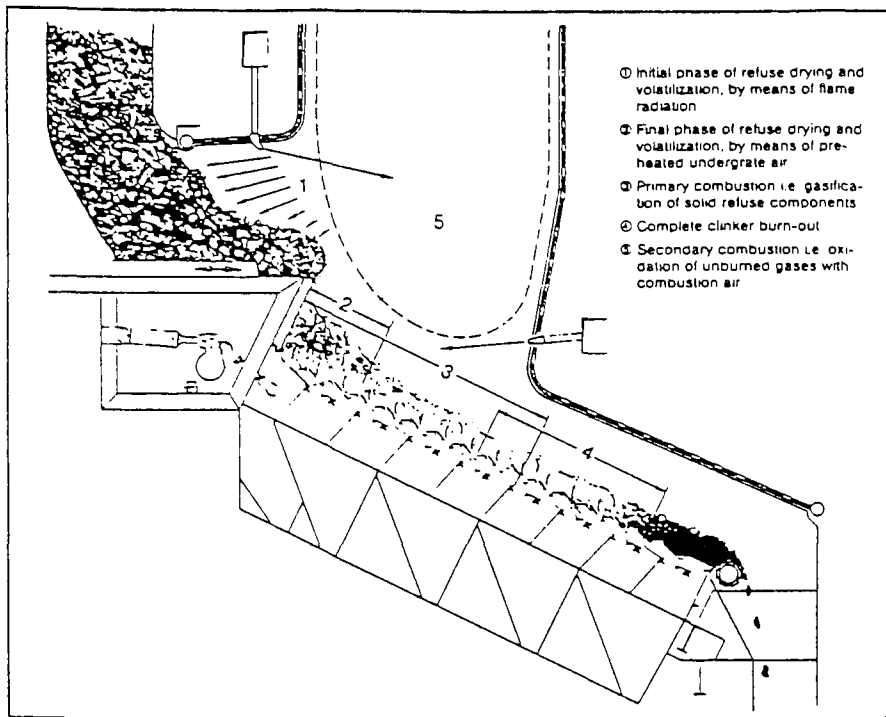 ① Initial phase of refuse drying and
volatilization, by means of flame
radiation
② Final phase of refuse drying and
volatilization, by means of pre-
heated undergrate air
③ Primary combustion i.e. gasifica-
tion of solid refuse components
④ Complete clinker burn-out
⑤ Secondary combustion i.e. oxi-
dation of unburned gases with
combustion air
1
5
2
3
4